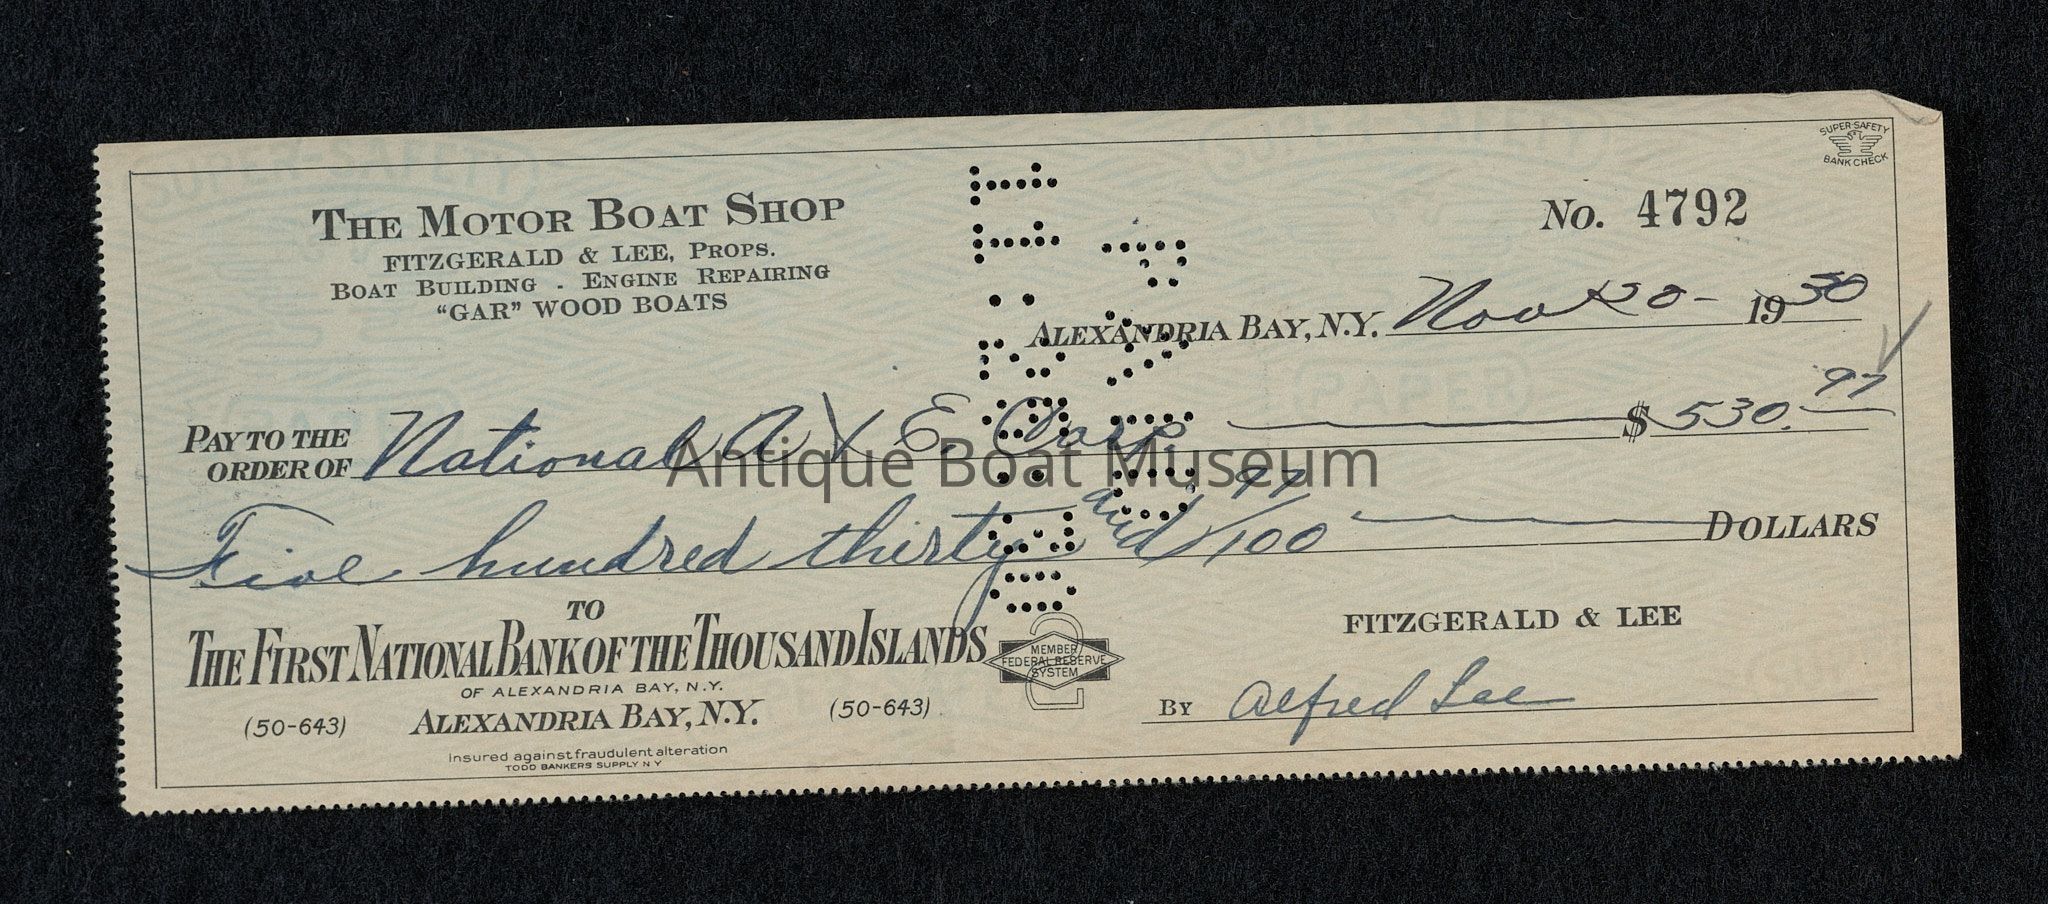 SUPER-SAFETY
BANK CHECK
THE MOTOR BOAT SHOP
FITZGERALD & LEE, PROPS.
BOAT BUILDING - ENGINE REPAIRING
"GAR" WOOD BOATS
No. 4792
ALEXANDRIA BAY, N.Y. Nov 20- 1930
PAY TO THE ORDER OF National A X E. Corp $530.97
Five hundred thirty and 97/100 DOLLARS
Antique Boat Museum
TO
THE FIRST NATIONAL BANK OF THE THOUSAND ISLANDS
OF ALEXANDRIA BAY, N.Y.
(50-643) ALEXANDRIA BAY, N.Y. (50-643)
Insured against fraudulent alteration
TODD BANKERS SUPPLY N Y
MEMBER
FEDERAL RESERVE
SYSTEM
FITZGERALD & LEE
BY Alfred Lee